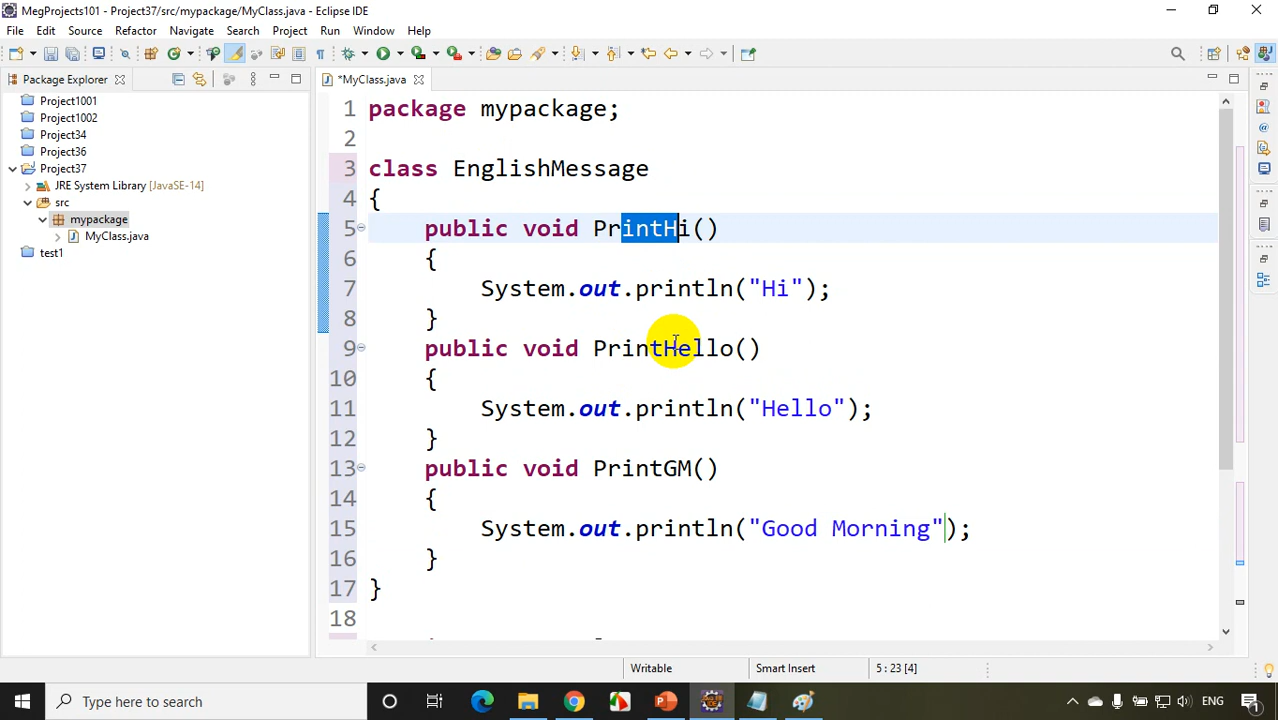 MegProjects101 - Project37/src/mypackage/MyClass.java - Eclipse IDE
File Edit Source Refactor Navigate Search Project Run Window Help
Package Explorer
*MyClass.java
Project1001
Project1002
Project34
Project36
Project37
JRE System Library [JavaSE-14]
src
mypackage
MyClass.java
test1
1 package mypackage;
2
3 class EnglishMessage
4 {
5 public void PrintHi()
6 {
7 System.out.println("Hi");
8 }
9 public void PrintHello()
10 {
11 System.out.println("Hello");
12 }
13 public void PrintGM()
14 {
15 System.out.println("Good Morning");
16 }
17 }
18
Writable Smart Insert 5 : 23 [4]
Type here to search
ENG